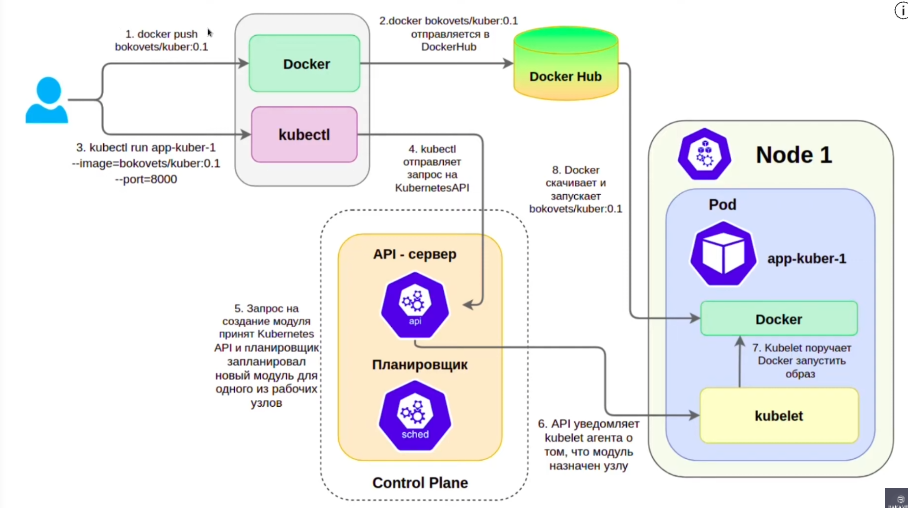 1. docker push
bokovets/kuber:0.1
2.docker bokovets/kuber:0.1
отправляется в
DockerHub
Docker
Docker Hub
kubectl
3. kubectl run app-kuber-1
--image=bokovets/kuber:0.1
--port=8000
4. kubectl
отправляет
запрос на
KubernetesAPI
8. Docker
скачивает и
запускает
bokovets/kuber:0.1
Node 1
Pod
app-kuber-1
API - сервер
api
5. Запрос на
создание модуля
принят Kubernetes
API и планировщик
запланировал
новый модуль для
одного из рабочих
узлов
Планировщик
sched
Control Plane
Docker
7. Kubelet поручает
Docker запустить
образ
kubelet
6. API уведомляет
kubelet агента о
том, что модуль
назначен узлу